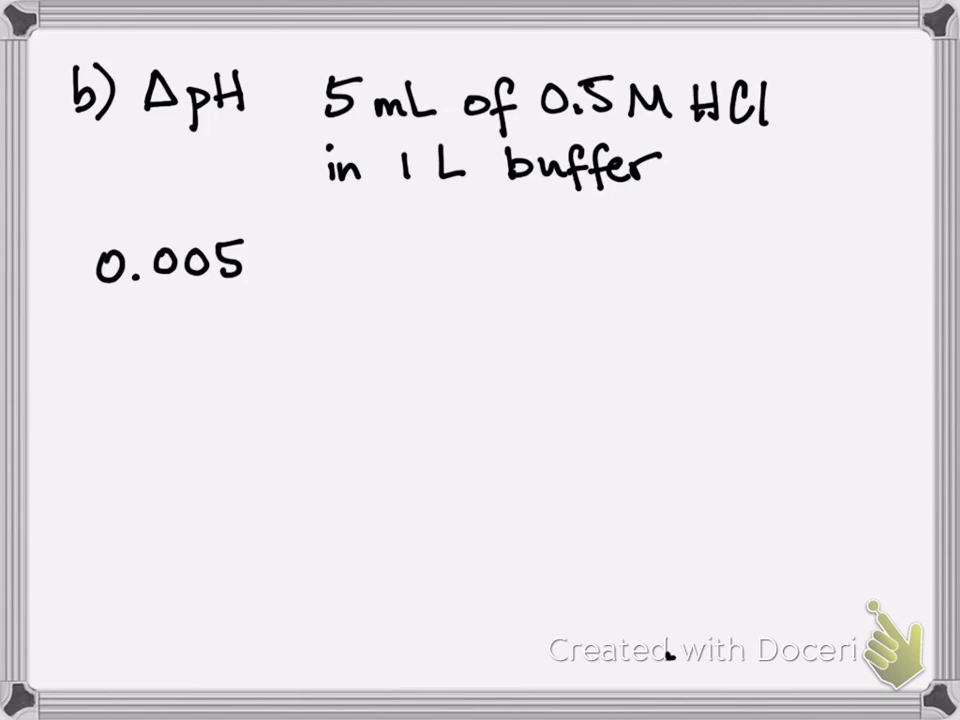 b) ΔpH 5 mL of 0.5 M HCl
in 1 L buffer
0.005
Created with Doceri